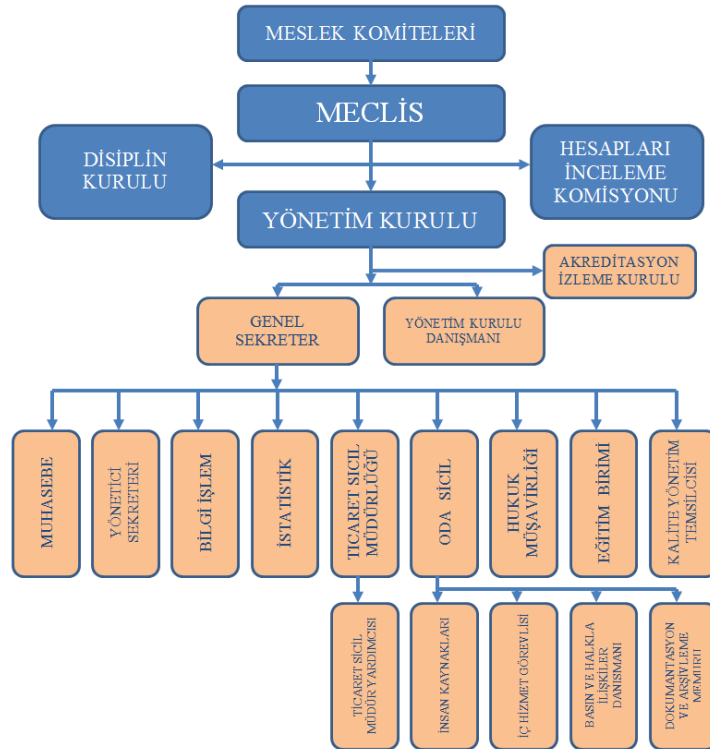 MESLEK KOMİTELERİ
MECLİS
DİSİPLİN
KURULU
HESAPLARI
İNCELEME
KOMİSYONU
YÖNETİM KURULU
AKREDİTASYON
İZLEME KURULU
GENEL
SEKRETER
YÖNETİM KURULU
DANIŞMANI
MUHASEBE
YÖNETİCİ
SEKRETERİ
BİLGİ İŞLEM
İSTATİSTİK
TICARET SICIL
MÜDÜRLÜĞÜ
ODA SİCİL
HUKUK
MÜŞAVİRLİĞİ
EĞİTİM BİRİMİ
KALİTE YÖNETİM
TEMSİLCİSİ
TİCARET SİCİL
MÜDÜR YARDIMCISI
İNSAN KAYNAKLARI
İÇ HİZMET GÖREVLİSİ
BASIN VE HALKLA
İLİŞKİLER
DANIŞMANI
DOKUMANTASYON
VE ARŞİVLEME
MEMURU